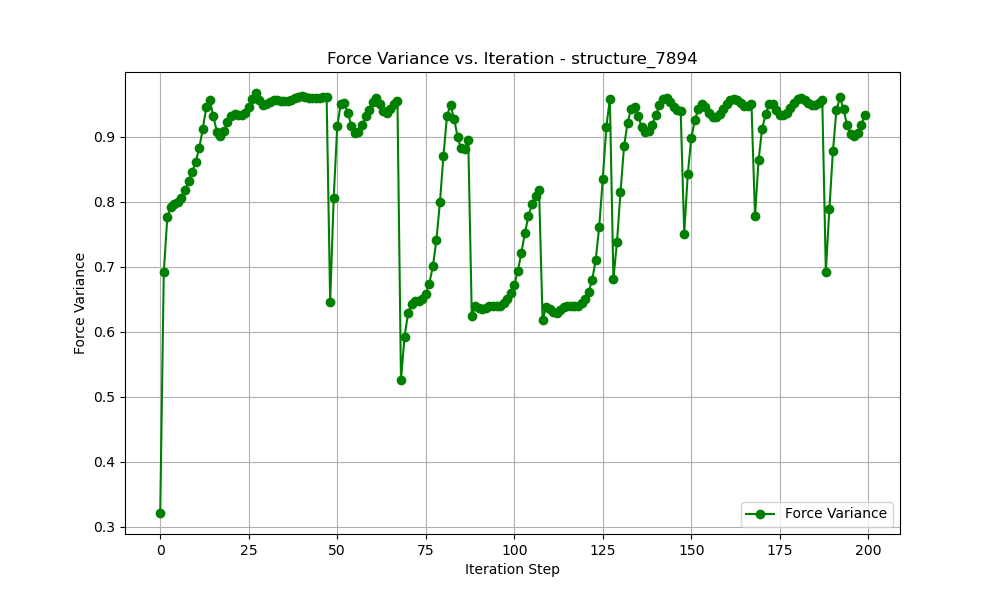 Force Variance vs. Iteration - structure_7894
Force Variance
0.9
0.8
0.7
0.6
0.5
0.4
0.3
0 25 50 75 100 125 150 175 200
Iteration Step
Force Variance